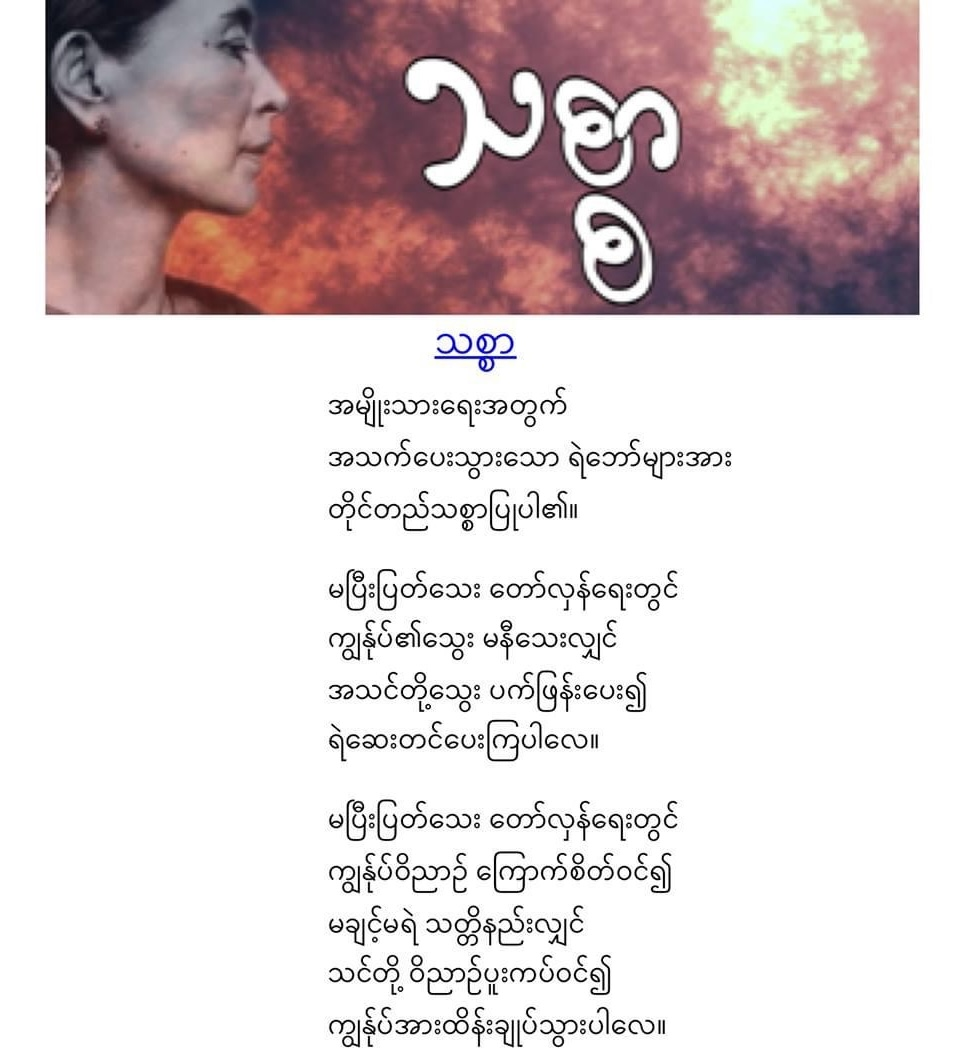 သစ္စာ
သစ္စာ
အမျိုးသားရေးအတွက်
အသက်ပေးသွားသော ရဲဘော်များအား
တိုင်တည်သစ္စာပြုပါ၏။
မပြီးပြတ်သေး တော်လှန်ရေးတွင်
ကျွန်ုပ်၏သွေး မနီသေးလျှင်
အသင်တို့သွေး ပက်ဖြန်းပေး၍
ရဲဆေးတင်ပေးကြပါလေ။
မပြီးပြတ်သေး တော်လှန်ရေးတွင်
ကျွန်ုပ်ဝိညာဉ် ကြောက်စိတ်ဝင်၍
မချင့်မရဲ သတ္တိနည်းလျှင်
သင်တို့ ဝိညာဉ်ပူးကပ်ဝင်၍
ကျွန်ုပ်အားထိန်းချုပ်သွားပါလေ။